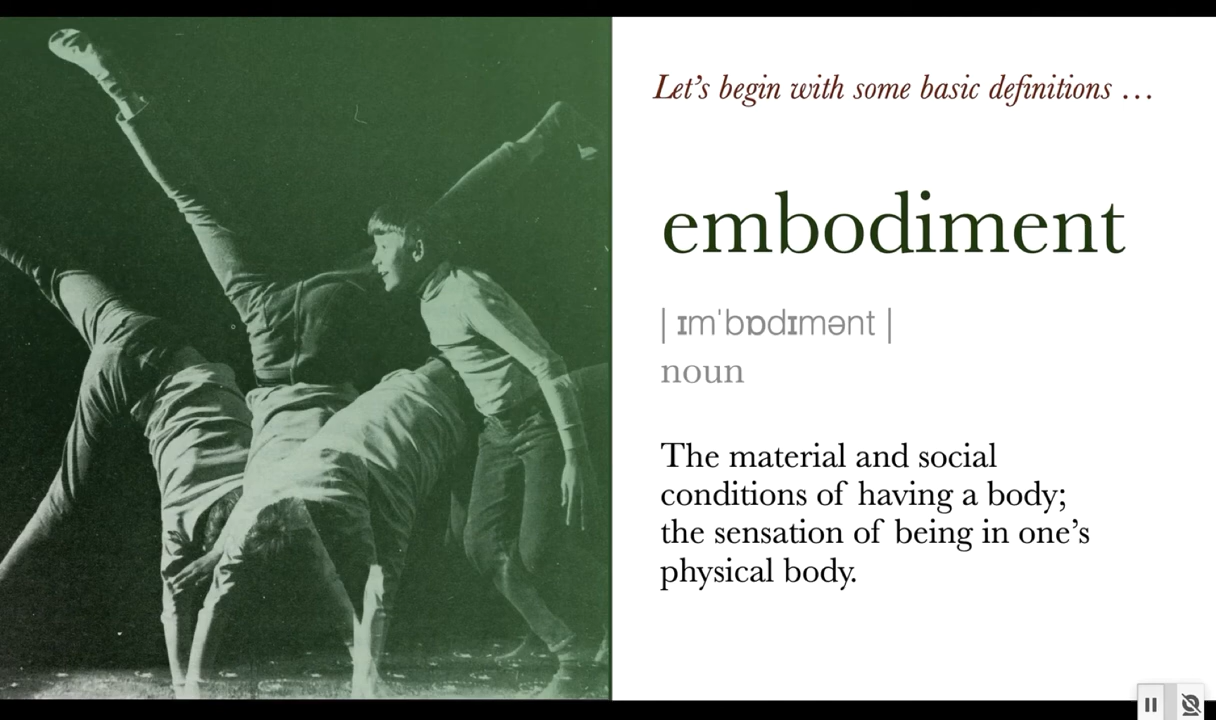 Let’s begin with some basic definitions …
embodiment
| ɪmˈbɒdɪmənt |
noun
The material and social
conditions of having a body;
the sensation of being in one’s
physical body.